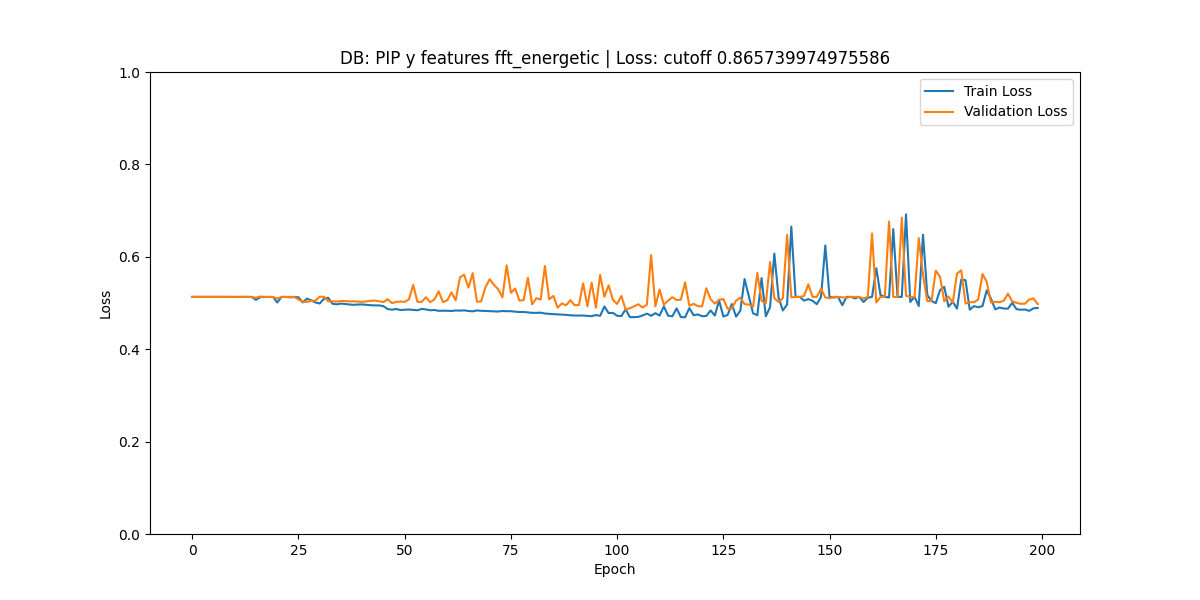 DB: PIP y features fft_energetic | Loss: cutoff 0.865739974975586
Train Loss
Validation Loss
1.0
0.8
0.6
0.4
0.2
0.0
Loss
0 25 50 75 100 125 150 175 200
Epoch